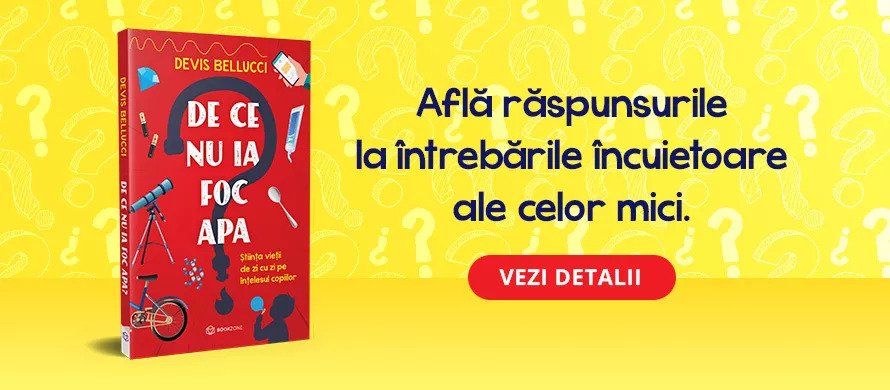 DEVIS BELLUCCI
DE CE NU IA FOC APA?
DEVIS BELLUCCI
DE CE
NU IA
FOC
APA
Știința vieții
de zi cu zi pe
înțelesul copiilor
BOOKZONE
Află răspunsurile
la întrebările încuietoare
ale celor mici.
VEZI DETALII